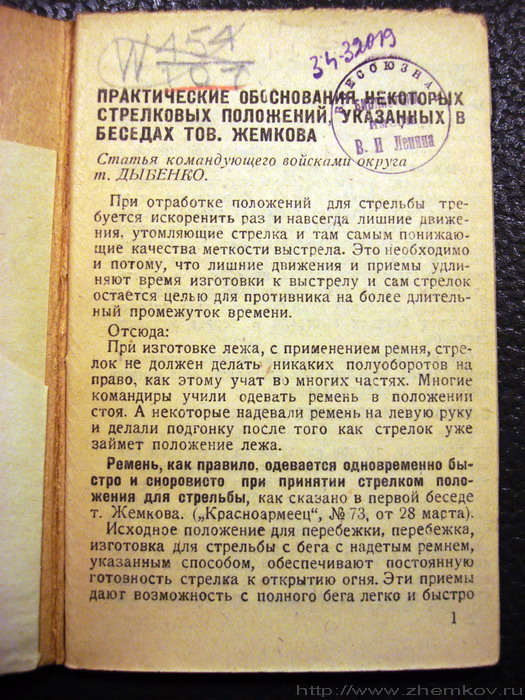 34-32019
ВСЕСОЮЗНАЯ
В. И Ленина
ПРАКТИЧЕСКИЕ ОБОСНОВАНИЯ НЕКОТОРЫХ
СТРЕЛКОВЫХ ПОЛОЖЕНИЙ, УКАЗАННЫХ В
БЕСЕДАХ ТОВ. ЖЕМКОВА
Статья командующего войсками округа
т. ДЫБЕНКО.
При отработке положений для стрельбы тре-
буется искоренить раз и навсегда лишние движе-
ния, утомляющие стрелка и там самым понижаю-
щие качества меткости выстрела. Это необходимо
и потому, что лишние движения и приемы удли-
няют время изготовки к выстрелу и сам стрелок
остаётся целью для противника на более длитель-
ный промежуток времени.
Отсюда:
При изготовке лежа, с применением ремня, стре-
лок не должен делать никаких полуоборотов на
право, как этому учат во многих частях. Многие
командиры учили одевать ремень в положении
стоя. А некоторые надевали ремень на левую руку
и делали подгонку после того как стрелок уже
займет положение лежа.
Ремень, как правило, одевается одновременно бы-
стро и сноровисто при принятии стрелком поло-
жения для стрельбы, как сказано в первой беседе
т. Жемкова. („Красноармеец“, № 73, от 28 марта).
Исходное положение для перебежки, перебежка,
изготовка для стрельбы с бега с надетым ремнем,
указанным способом, обеспечивают постоянную
готовность стрелка к открытию огня. Эти приемы
дают возможность с полного бега легко и быстро
1
http://www.zhemkov.ru